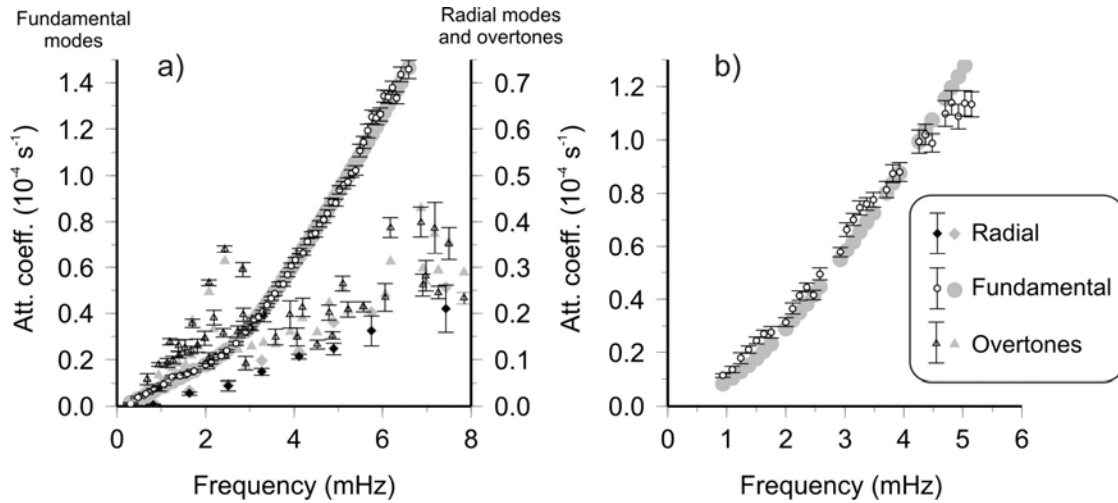 Fundamental
modes
Radial modes
and overtones
a)
1.4
1.2
1.0
0.8
0.6
0.4
0.2
0.0
Att. coeff. (10⁻⁴ s⁻¹)
0.7
0.6
0.5
0.4
0.3
0.2
0.1
0.0
0 2 4 6 8
Frequency (mHz)
b)
1.2
1.0
0.8
0.6
0.4
0.2
0.0
Att. coeff. (10⁻⁴ s⁻¹)
0 1 2 3 4 5 6
Frequency (mHz)
Radial
Fundamental
Overtones